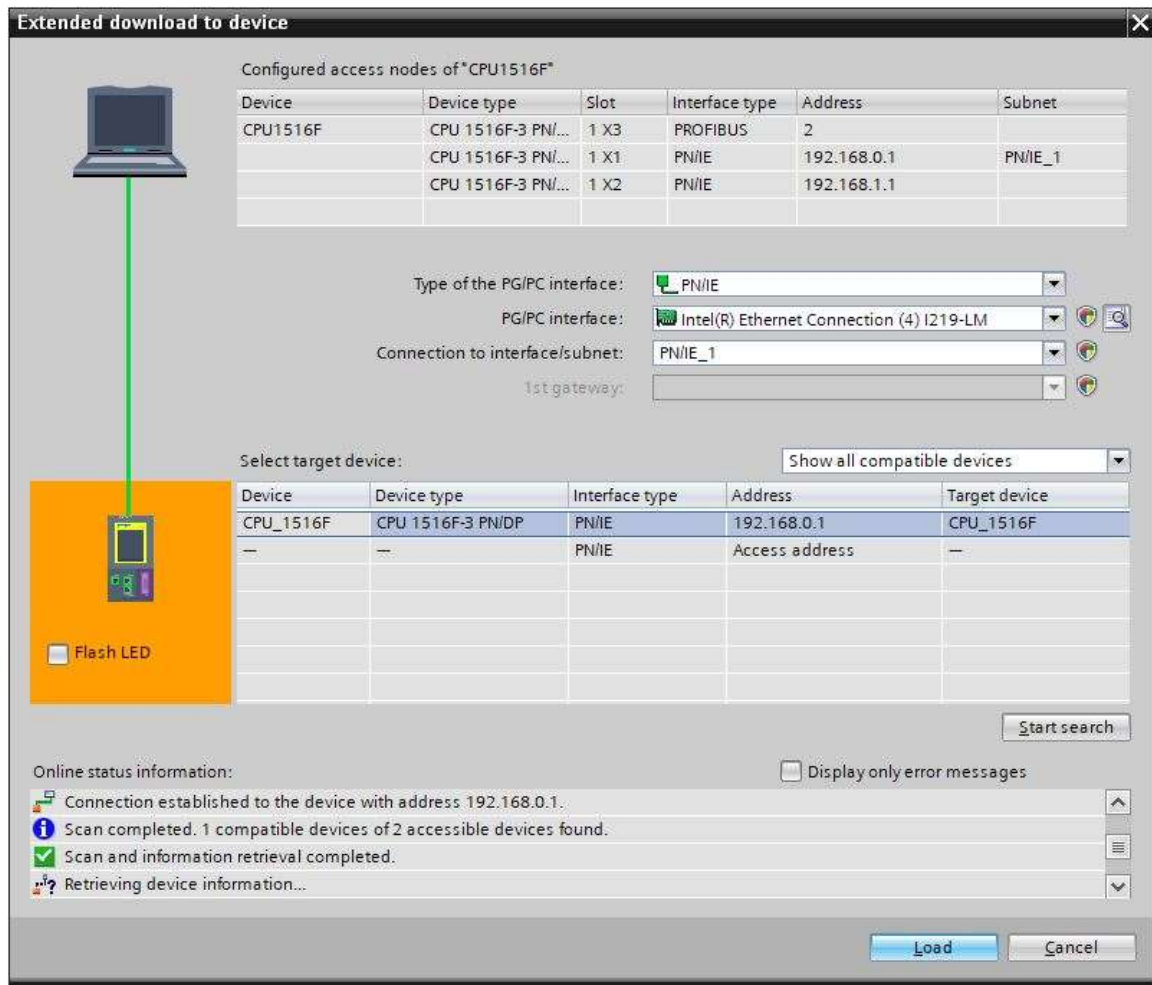 Extended download to device
Configured access nodes of "CPU1516F"
Device Device type Slot Interface type Address Subnet
CPU1516F CPU 1516F-3 PN/... 1 X3 PROFIBUS 2
CPU 1516F-3 PN/... 1 X1 PN/IE 192.168.0.1 PN/IE_1
CPU 1516F-3 PN/... 1 X2 PN/IE 192.168.1.1
Type of the PG/PC interface: PN/IE
PG/PC interface: Intel(R) Ethernet Connection (4) I219-LM
Connection to interface/subnet: PN/IE_1
1st gateway:
Select target device: Show all compatible devices
Device Device type Interface type Address Target device
CPU_1516F CPU 1516F-3 PN/DP PN/IE 192.168.0.1 CPU_1516F
— — PN/IE Access address —
Flash LED
Start search
Online status information: Display only error messages
Connection established to the device with address 192.168.0.1.
Scan completed. 1 compatible devices of 2 accessible devices found.
Scan and information retrieval completed.
Retrieving device information...
Load Cancel